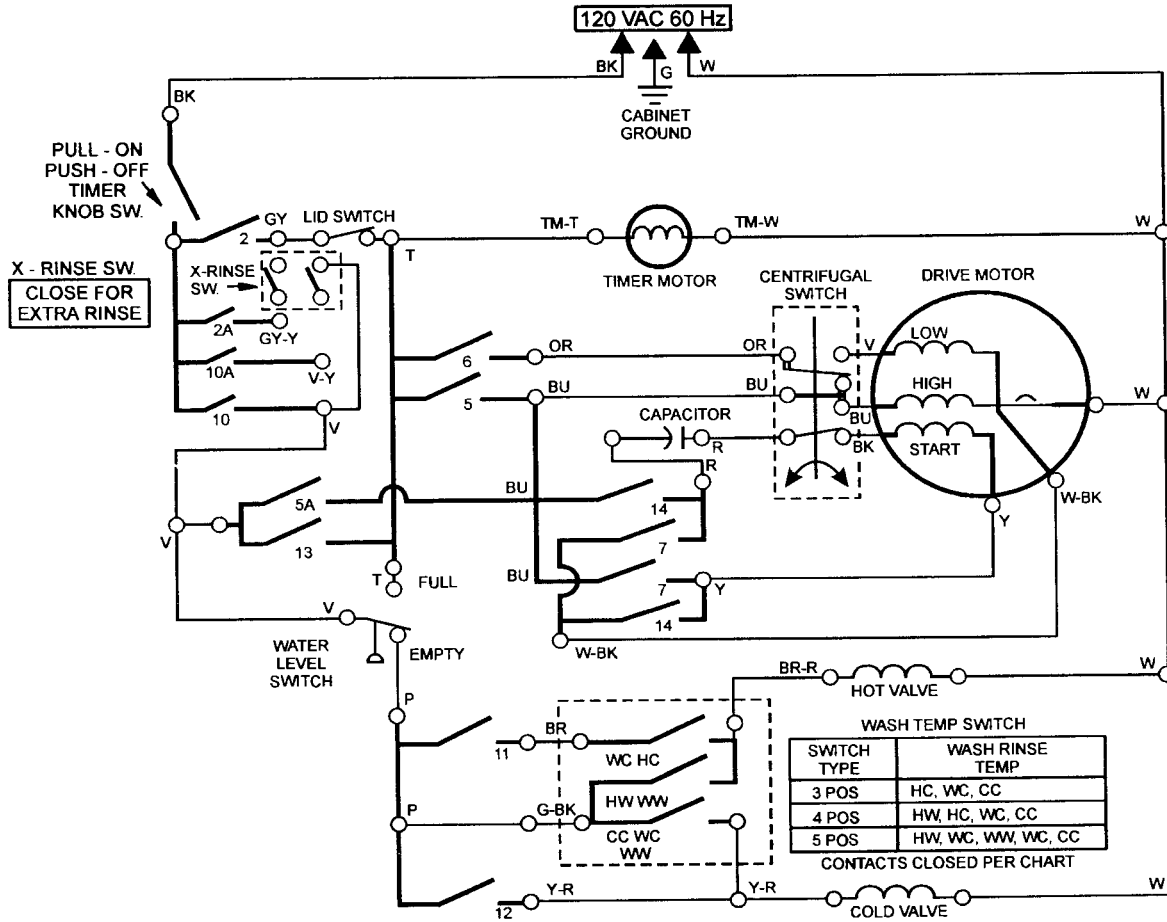 120 VAC 60 Hz
BK
G
W
CABINET
GROUND
BK
PULL - ON
PUSH - OFF
TIMER
KNOB SW.
GY
LID SWITCH
2
T
TM-T
TM-W
TIMER MOTOR
W
X - RINSE SW.
CLOSE FOR
EXTRA RINSE
X-RINSE
SW.
2A
GY-Y
10A
V-Y
10
V
CENTRIFUGAL
SWITCH
DRIVE MOTOR
6
OR
OR
V
LOW
5
BU
BU
BU
HIGH
W
CAPACITOR
R
BK
START
R
W-BK
Y
V
5A
BU
14
13
7
T
FULL
BU
7
Y
14
V
W-BK
WATER
LEVEL
SWITCH
EMPTY
P
BR-R
HOT VALVE
W
11
BR
WC HC
HW WW
P
G-BK
CC WC
WW
12
Y-R
Y-R
COLD VALVE
W
WASH TEMP SWITCH
SWITCH TYPE WASH RINSE TEMP
3 POS HC, WC, CC
4 POS HW, HC, WC, CC
5 POS HW, WC, WW, WC, CC
CONTACTS CLOSED PER CHART